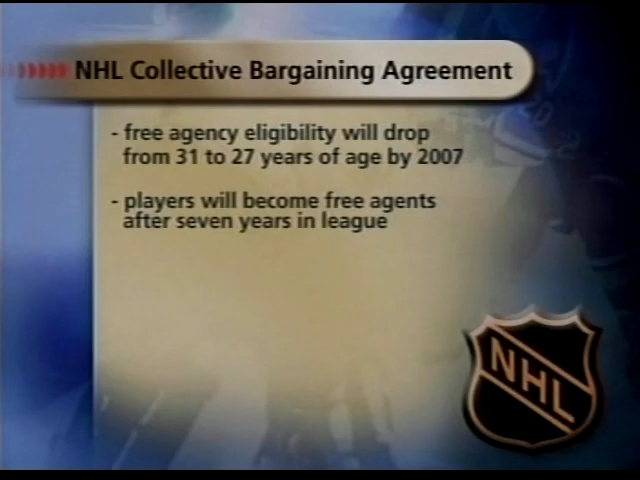 NHL Collective Bargaining Agreement
- free agency eligibility will drop
from 31 to 27 years of age by 2007
- players will become free agents
after seven years in league
NHL